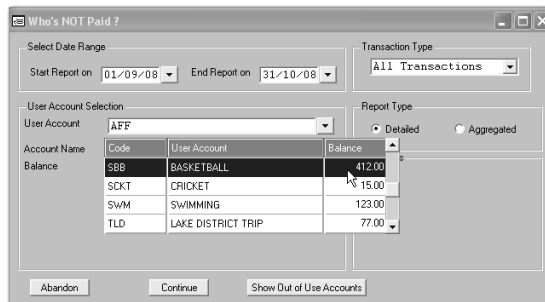 Who's NOT Paid ?
Select Date Range
Transaction Type
Start Report on 01/09/08 End Report on 31/10/08
All Transactions
User Account Selection
Report Type
User Account AFF
Detailed Aggregated
Account Name
Code User Account Balance
Balance
SBB BASKETBALL 412.00
SCKT CRICKET 15.00
SWM SWIMMING 123.00
TLD LAKE DISTRICT TRIP 77.00
Abandon Continue Show Out of Use Accounts